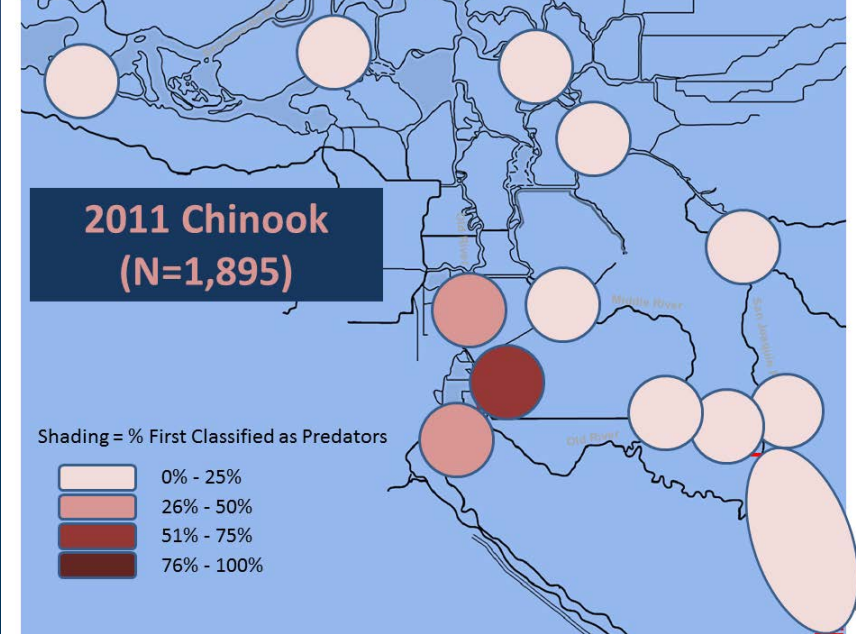 2011 Chinook
(N=1,895)
Middle River
Old River
Shading = % First Classified as Predators
0% - 25%
26% - 50%
51% - 75%
76% - 100%